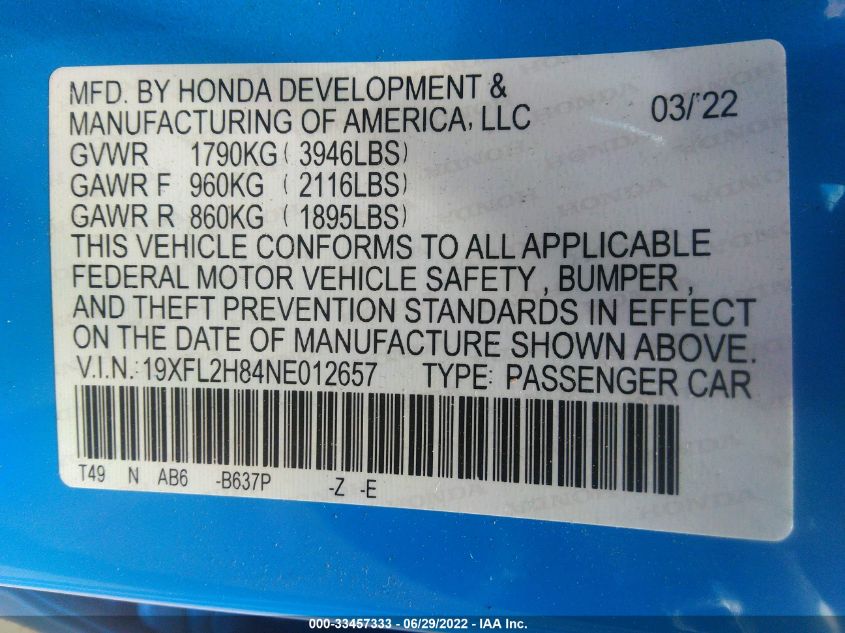 MFD. BY HONDA DEVELOPMENT &
MANUFACTURING OF AMERICA, LLC 03/'22
GVWR 1790KG ( 3946LBS)
GAWR F 960KG ( 2116LBS)
GAWR R 860KG ( 1895LBS)
THIS VEHICLE CONFORMS TO ALL APPLICABLE
FEDERAL MOTOR VEHICLE SAFETY , BUMPER ,
AND THEFT PREVENTION STANDARDS IN EFFECT
ON THE DATE OF MANUFACTURE SHOWN ABOVE.
V.I.N.:19XFL2H84NE012657 TYPE: PASSENGER CAR
T49 N AB6 -B637P -Z -E
000-33457333 - 06/29/2022 - IAA Inc.